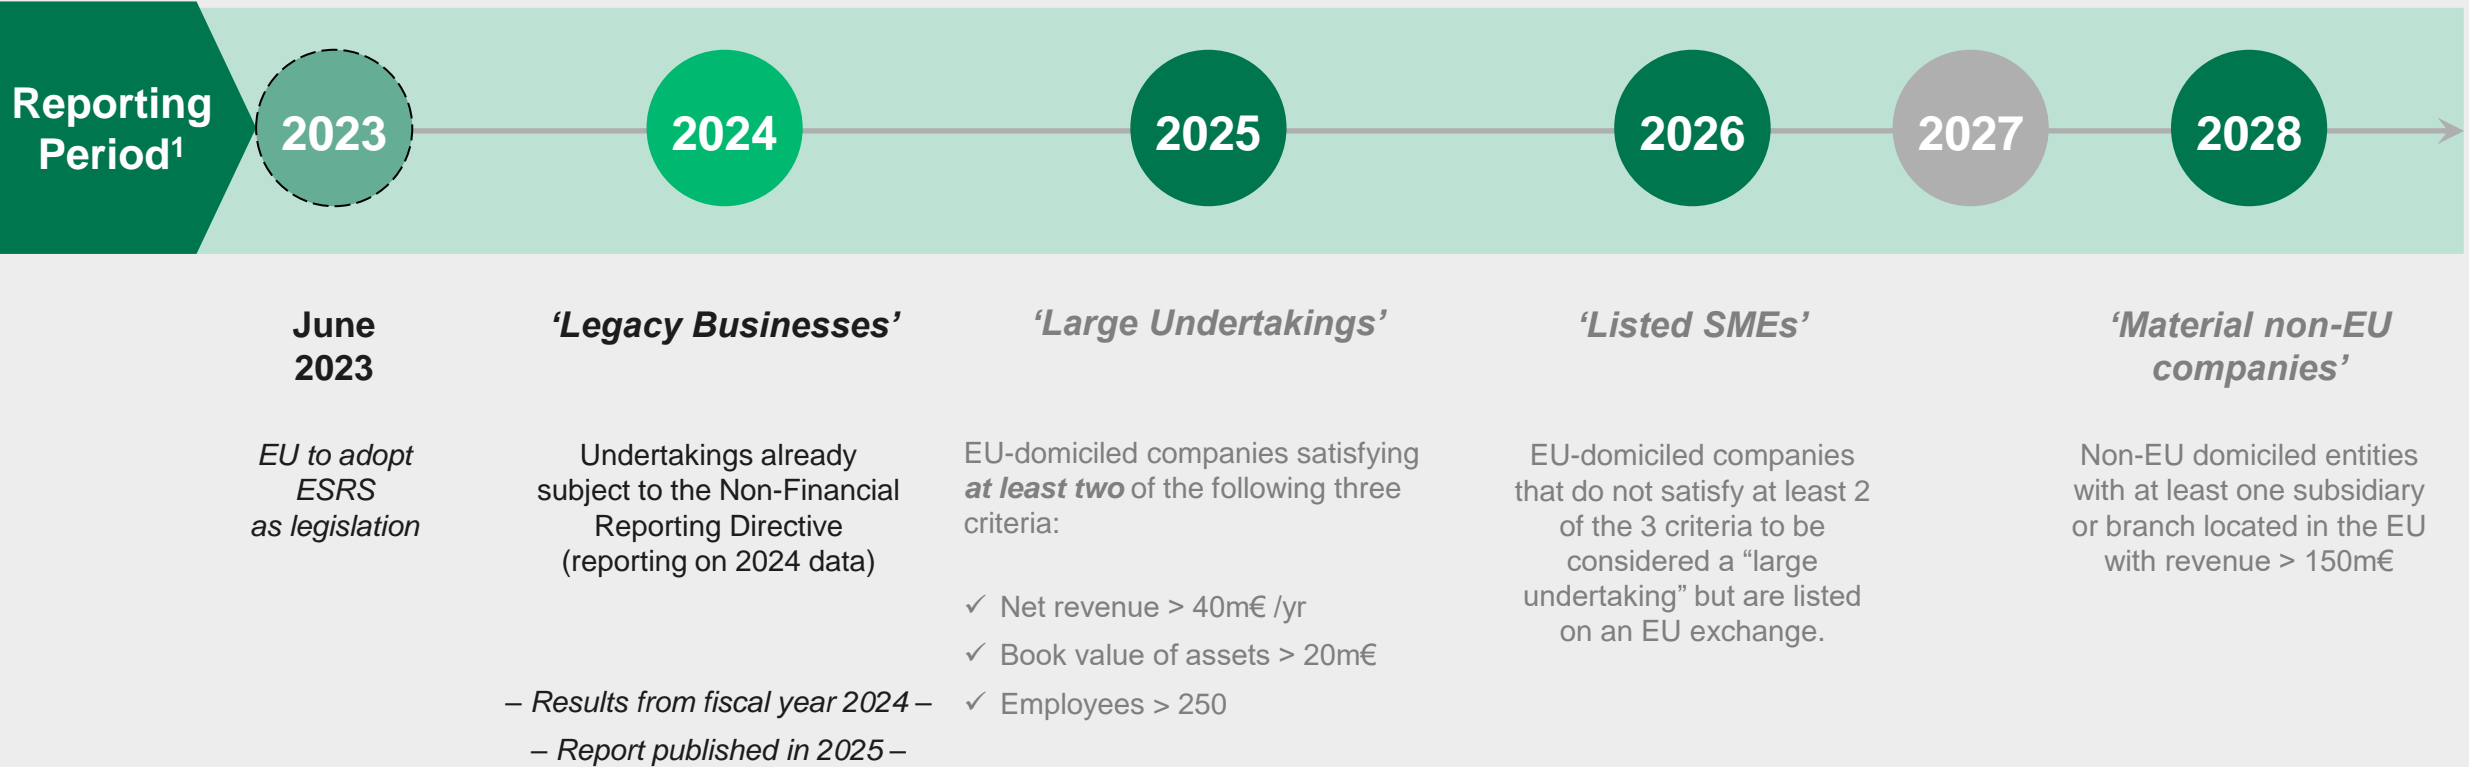 Reporting
Period¹
2023
2024
2025
2026
2027
2028
June
2023
EU to adopt
ESRS
as legislation
‘Legacy Businesses’
Undertakings already
subject to the Non-Financial
Reporting Directive
(reporting on 2024 data)
– Results from fiscal year 2024 –
– Report published in 2025 –
‘Large Undertakings’
EU-domiciled companies satisfying
at least two of the following three
criteria:
✓ Net revenue > 40m€ /yr
✓ Book value of assets > 20m€
✓ Employees > 250
‘Listed SMEs’
EU-domiciled companies
that do not satisfy at least 2
of the 3 criteria to be
considered a “large
undertaking” but are listed
on an EU exchange.
‘Material non-EU
companies’
Non-EU domiciled entities
with at least one subsidiary
or branch located in the EU
with revenue > 150m€